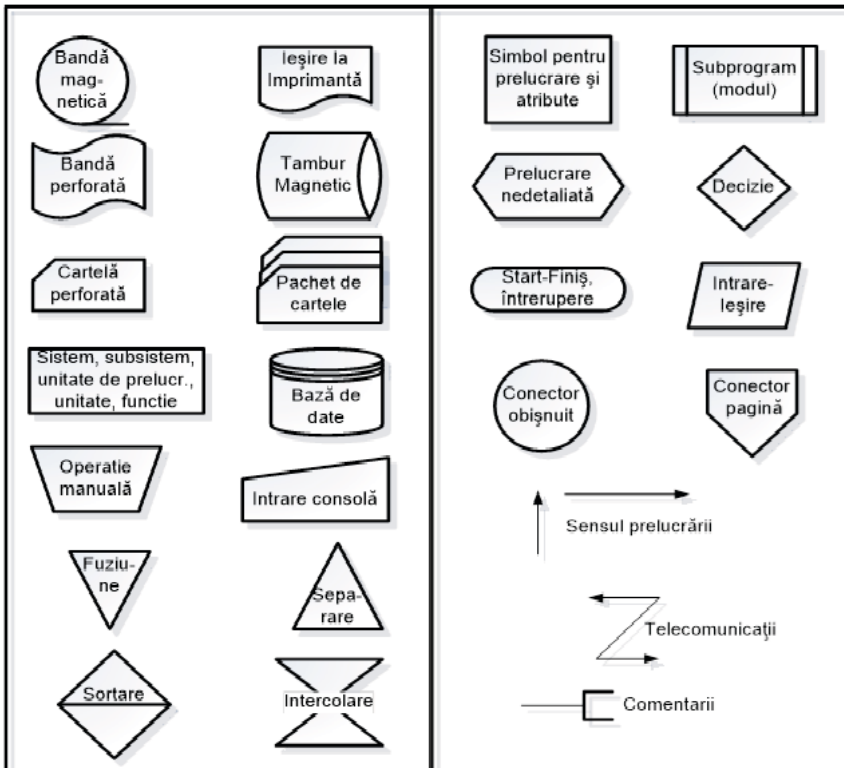 Bandă
mag-
netică
Ieşire la
Imprimantă
Bandă
perforată
Tambur
Magnetic
Cartelă
perforată
Pachet de
cartele
Sistem, subsistem,
unitate de prelucr.,
unitate, functie
Bază de
date
Operatie
manuală
Intrare consolă
Fuziu-
ne
Sepa-
rare
Sortare
Intercolare
Simbol pentru
prelucrare şi
atribute
Subprogram
(modul)
Prelucrare
nedetaliată
Decizie
Start-Finiş,
întrerupere
Intrare-
Ieşire
Conector
obişnuit
Conector
pagină
Sensul prelucrării
Telecomunicaţii
Comentarii